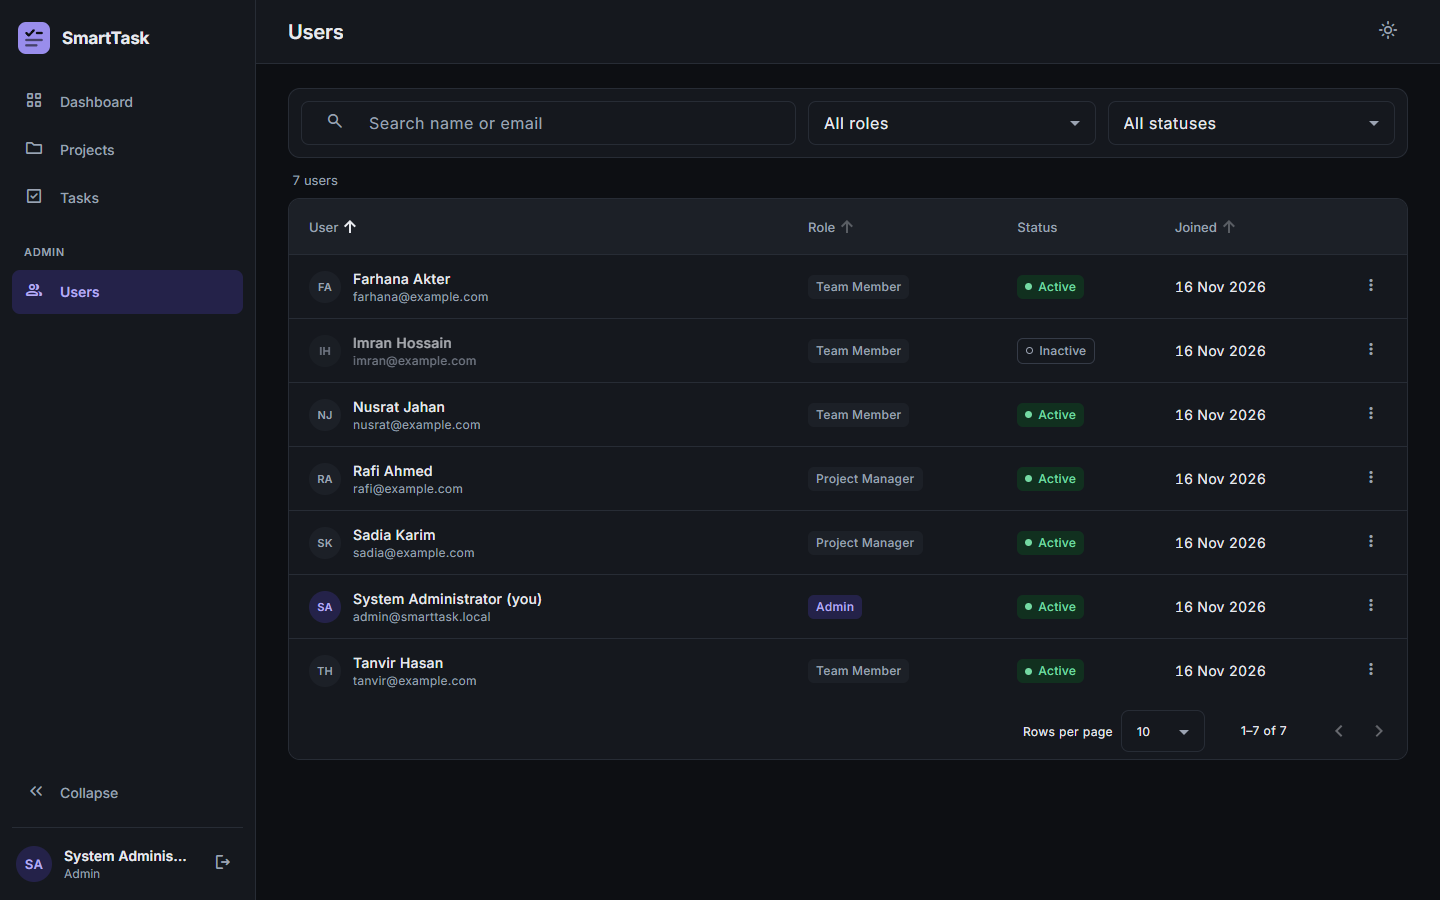 SmartTask
Dashboard
Projects
Tasks
ADMIN
Users
Collapse
SA
System Adminis...
Admin
Users
Search name or email
All roles
All statuses
7 users
User
Role
Status
Joined
FA
Farhana Akter
farhana@example.com
Team Member
Active
16 Nov 2026
IH
Imran Hossain
imran@example.com
Team Member
Inactive
16 Nov 2026
NJ
Nusrat Jahan
nusrat@example.com
Team Member
Active
16 Nov 2026
RA
Rafi Ahmed
rafi@example.com
Project Manager
Active
16 Nov 2026
SK
Sadia Karim
sadia@example.com
Project Manager
Active
16 Nov 2026
SA
System Administrator (you)
admin@smarttask.local
Admin
Active
16 Nov 2026
TH
Tanvir Hasan
tanvir@example.com
Team Member
Active
16 Nov 2026
Rows per page
10
1–7 of 7